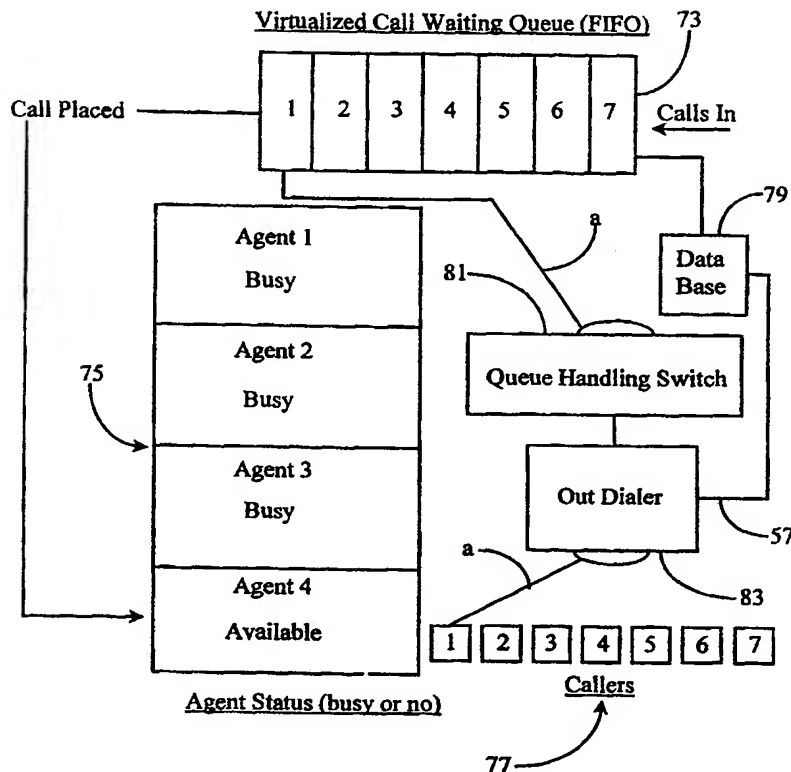 Virtualized Call Waiting Queue (FIFO)
73
Call Placed
1 2 3 4 5 6 7
Calls In
79
a
Data
Base
81
Agent 1
Busy
Agent 2
Busy
75
Queue Handling Switch
Agent 3
Busy
Out Dialer
57
a
83
Agent 4
Available
1 2 3 4 5 6 7
Callers
Agent Status (busy or no)
77